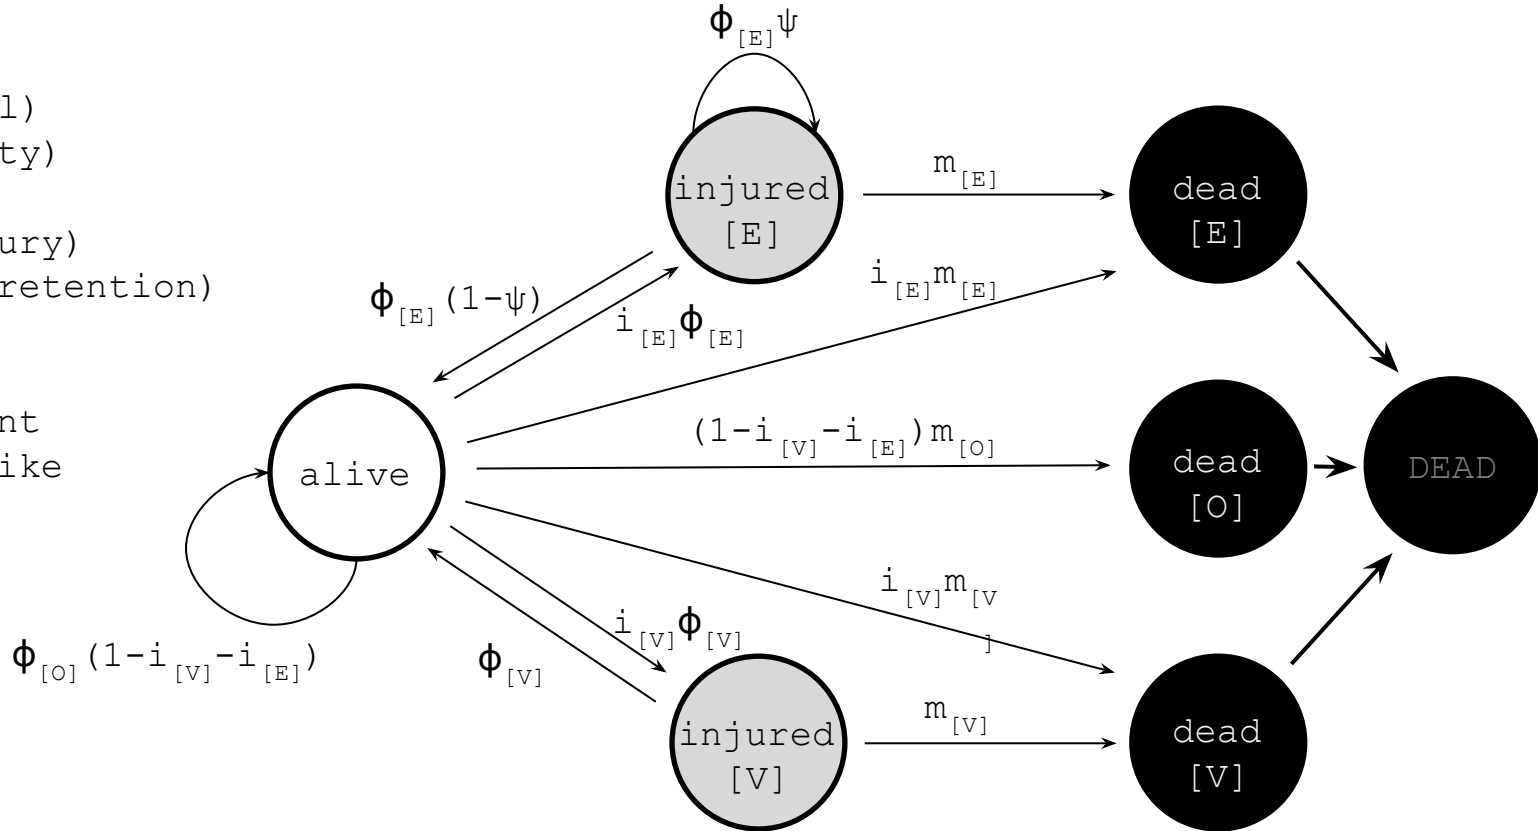 l)
ty)
ury)
retention)
nt
ike
ϕ[E]ψ
injured
[E]
m[E]
dead
[E]
ϕ[E](1-ψ)
i[E]ϕ[E]
i[E]m[E]
alive
(1-i[V]-i[E])m[O]
dead
[O]
DEAD
ϕ[O](1-i[V]-i[E])
i[V]ϕ[V]
ϕ[V]
i[V]m[V
]
injured
[V]
m[V]
dead
[V]